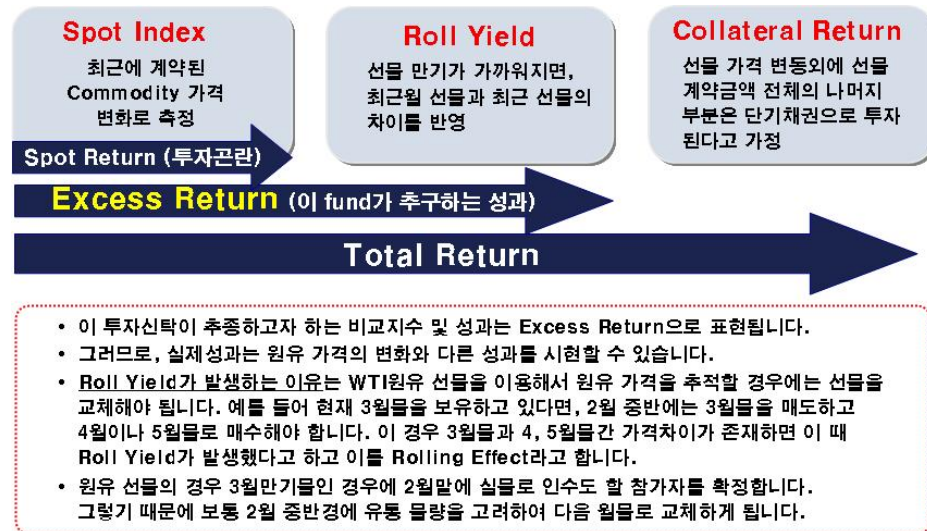 Spot Index
최근에 계약된
Commodity 가격
변화로 측정
Roll Yield
선물 만기가 가까워지면,
최근월 선물과 최근 선물의
차이를 반영
Collateral Return
선물 가격 변동외에 선물
계약금액 전체의 나머지
부분은 단기채권으로 투자
된다고 가정
Spot Return (투자곤란)
Excess Return (이 fund가 추구하는 성과)
Total Return
• 이 투자신탁이 추종하고자 하는 비교지수 및 성과는 Excess Return으로 표현됩니다.
• 그러므로, 실제성과는 원유 가격의 변화와 다른 성과를 시현할 수 있습니다.
• Roll Yield가 발생하는 이유는 WTI원유 선물을 이용해서 원유 가격을 추적할 경우에는 선물을
교체해야 됩니다. 예를 들어 현재 3월물을 보유하고 있다면, 2월 중반에는 3월물을 매도하고
4월이나 5월물로 매수해야 합니다. 이 경우 3월물과 4, 5월물간 가격차이가 존재하면 이 때
Roll Yield가 발생했다고 하고 이를 Rolling Effect라고 합니다.
• 원유 선물의 경우 3월만기물인 경우에 2월말에 실물로 인수도 할 참가자를 확정합니다.
그렇기 때문에 보통 2월 중반경에 유통 물량을 고려하여 다음 월물로 교체하게 됩니다.